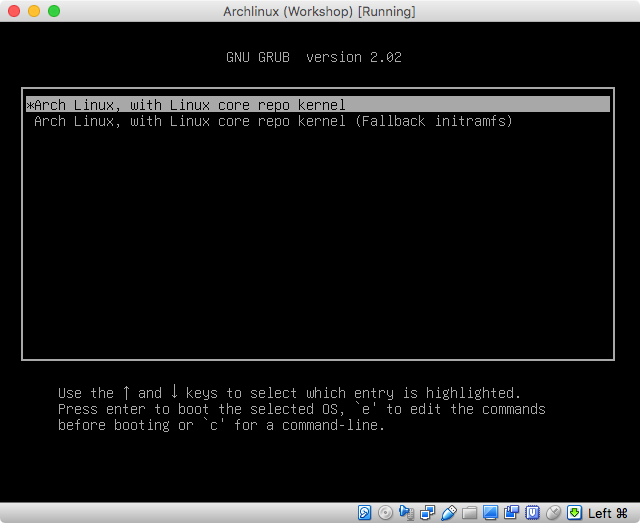 Archlinux (Workshop) [Running]
GNU GRUB  version 2.02
*Arch Linux, with Linux core repo kernel
Arch Linux, with Linux core repo kernel (Fallback initramfs)
Use the ↑ and ↓ keys to select which entry is highlighted.
Press enter to boot the selected OS, `e' to edit the commands
before booting or `c' for a command-line.
Left ⌘